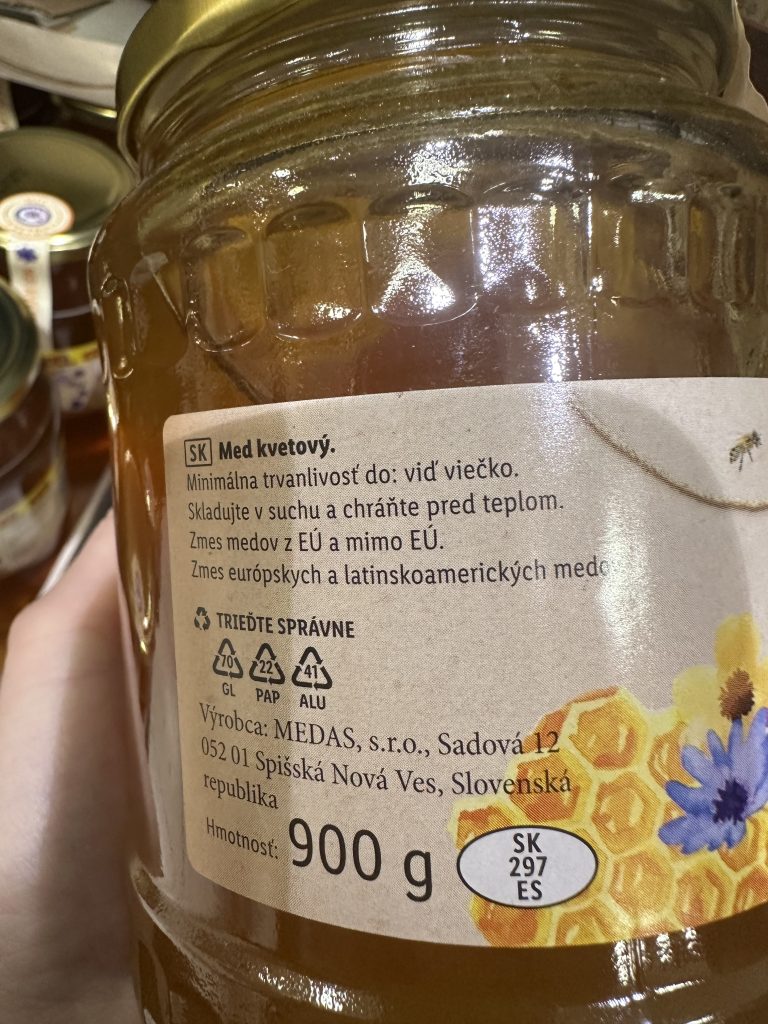 SK Med kvetový.
Minimálna trvanlivosť do: viď viečko.
Skladujte v suchu a chráňte pred teplom.
Zmes medov z EÚ a mimo EÚ.
Zmes európskych a latinskoamerických
TRIEĎTE SPRÁVNE
70 22 41
GL PAP ALU
Výrobca: MEDAS, s.r.o., Sadová 12
052 01 Spišská Nová Ves, Slovenská
republika
Hmotnosť: 900 g
SK
297
ES